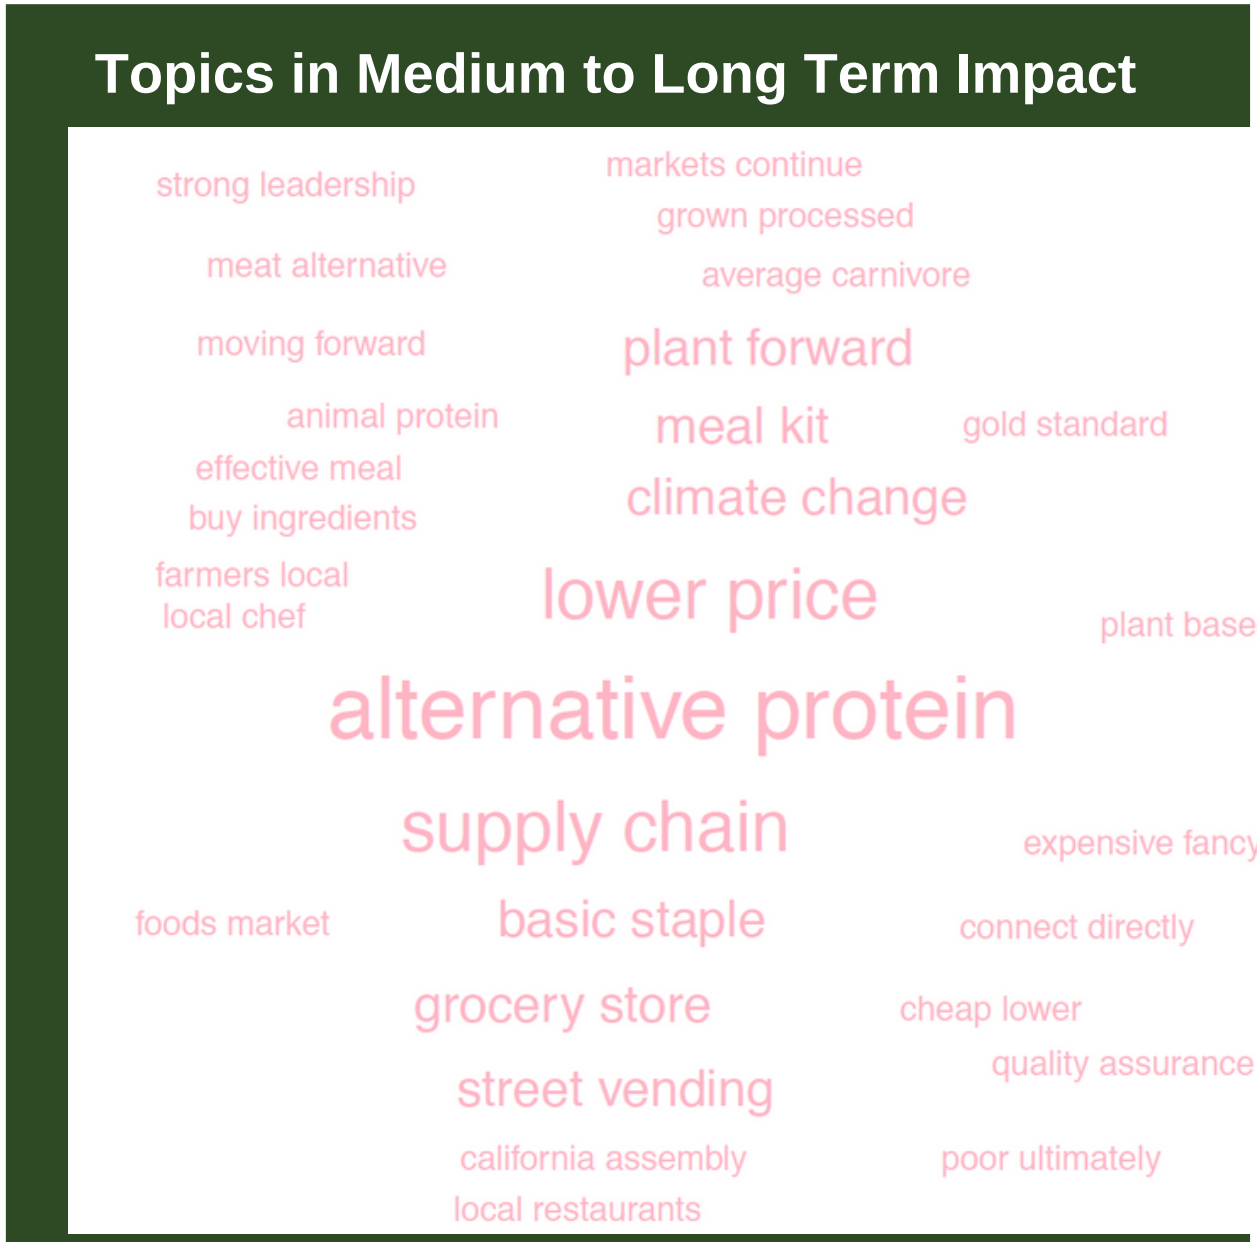 Topics in Medium to Long Term Impact
markets continue
strong leadership
grown processed
meat alternative
average carnivore
moving forward
plant forward
animal protein
meal kit
gold standard
effective meal
climate change
buy ingredients
farmers local
lower price
local chef
plant base
alternative protein
supply chain
expensive fancy
foods market
basic staple
connect directly
grocery store
cheap lower
quality assurance
street vending
california assembly
poor ultimately
local restaurants